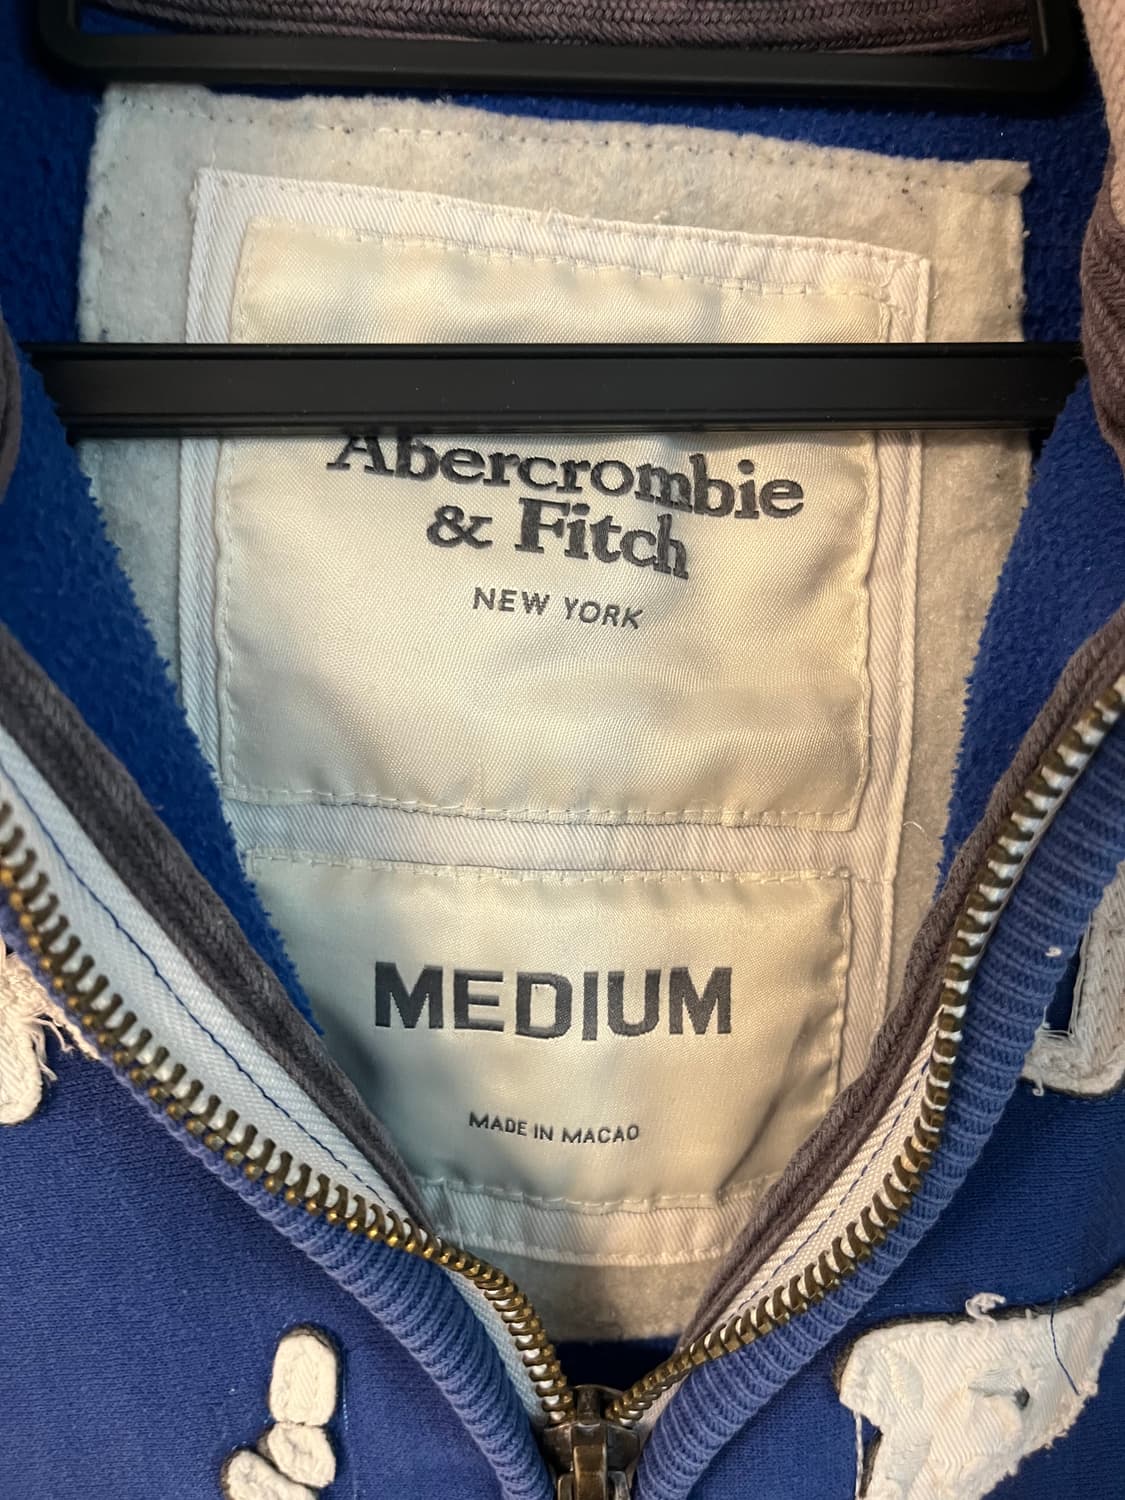 Abercrombie
& Fitch
NEW YORK
MEDIUM
MADE IN MACAO